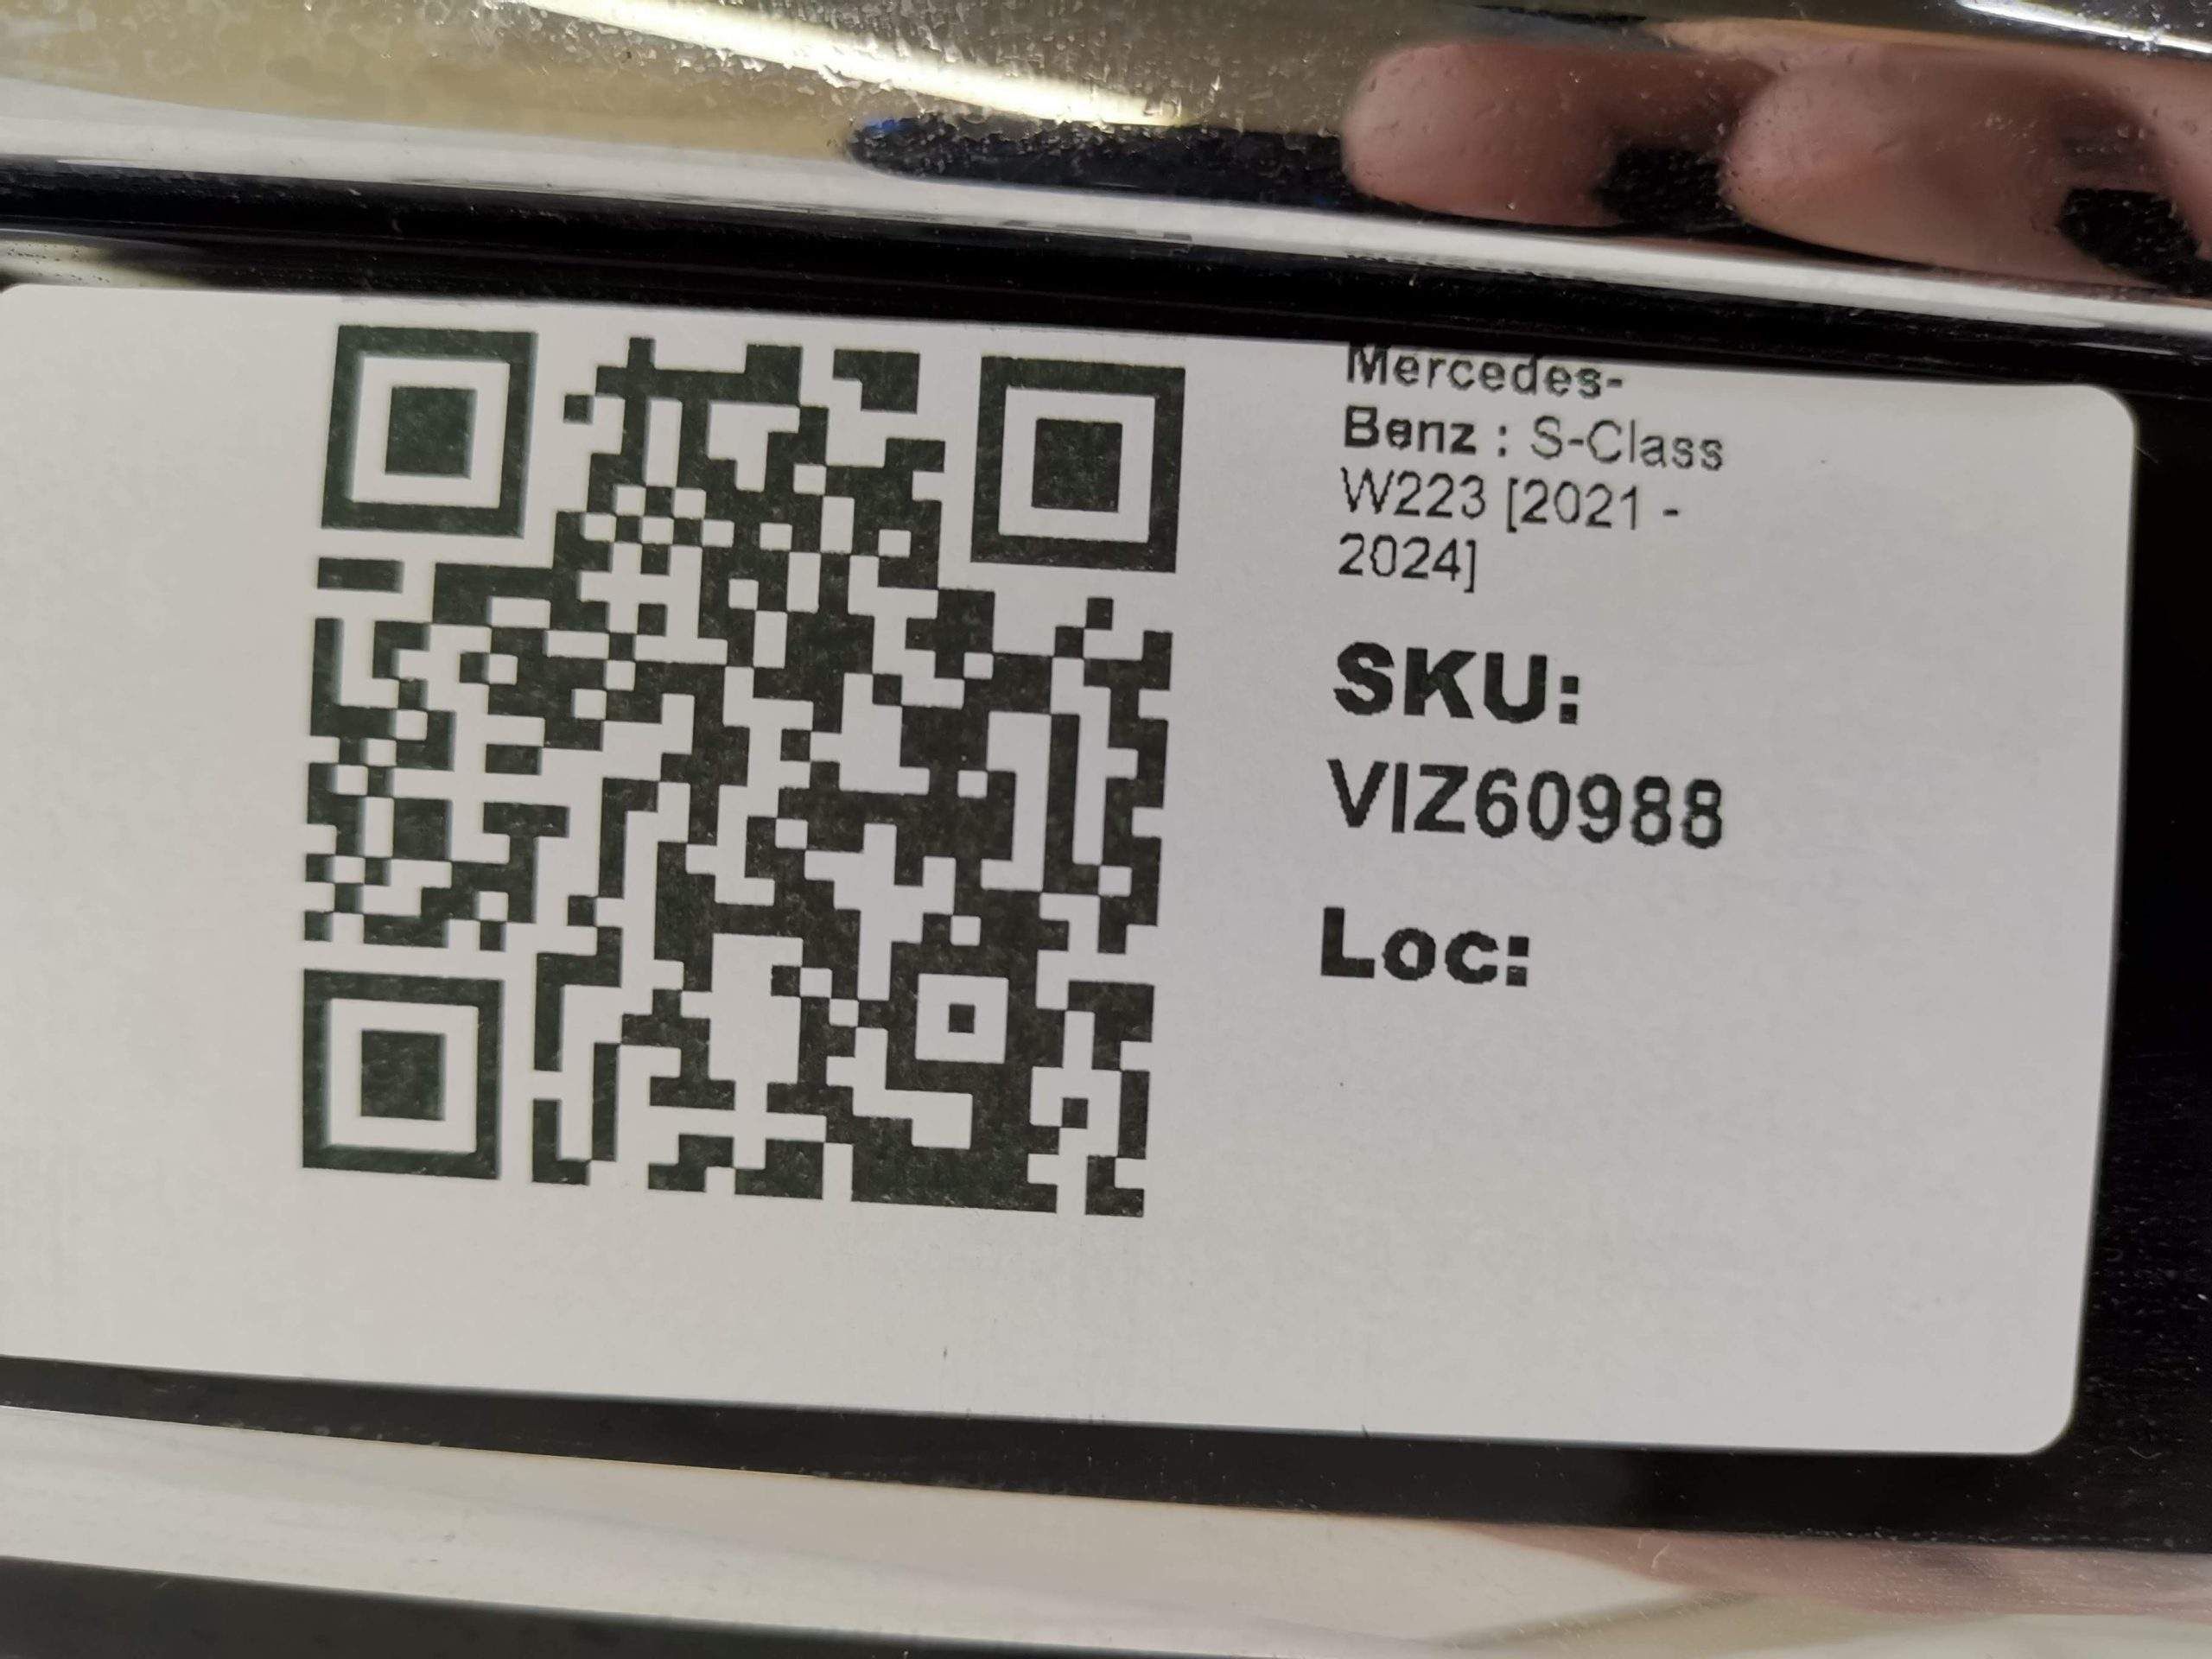 Mercedes-
Benz : S-Class
W223 [2021 -
2024]
SKU:
VIZ60988
Loc: